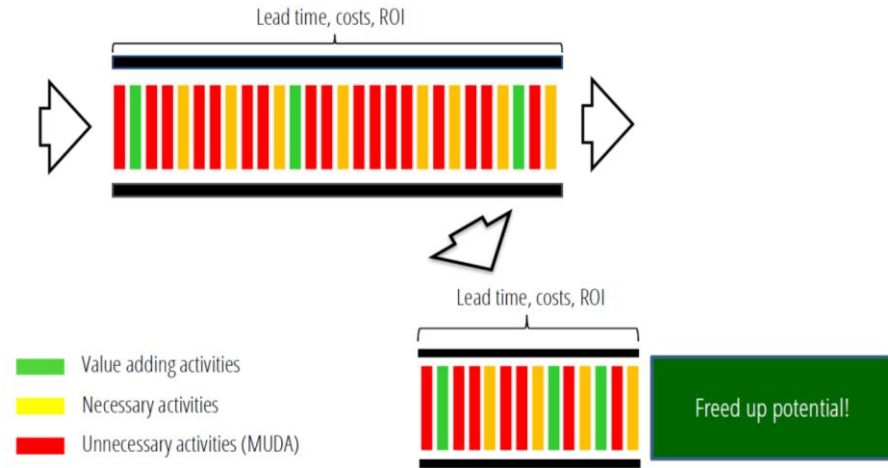 Lead time, costs, ROI
Lead time, costs, ROI
Value adding activities
Necessary activities
Unnecessary activities (MUDA)
Freed up potential!